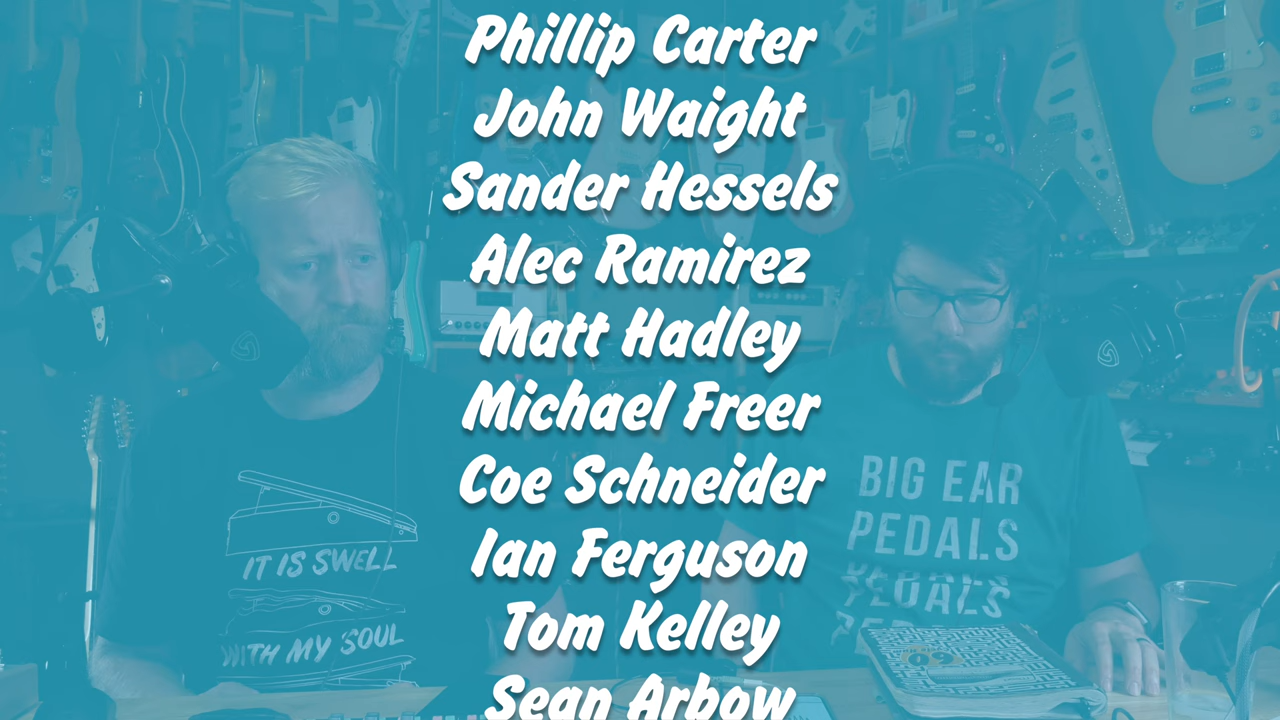 Phillip Carter
John Waight
Sander Hessels
Alec Ramirez
Matt Hadley
Michael Freer
Coe Schneider
Ian Ferguson
Tom Kelley
Sean Arbow
IT IS SWELL
WITH MY SOUL
BIG EAR
PEDALS
PEDALS